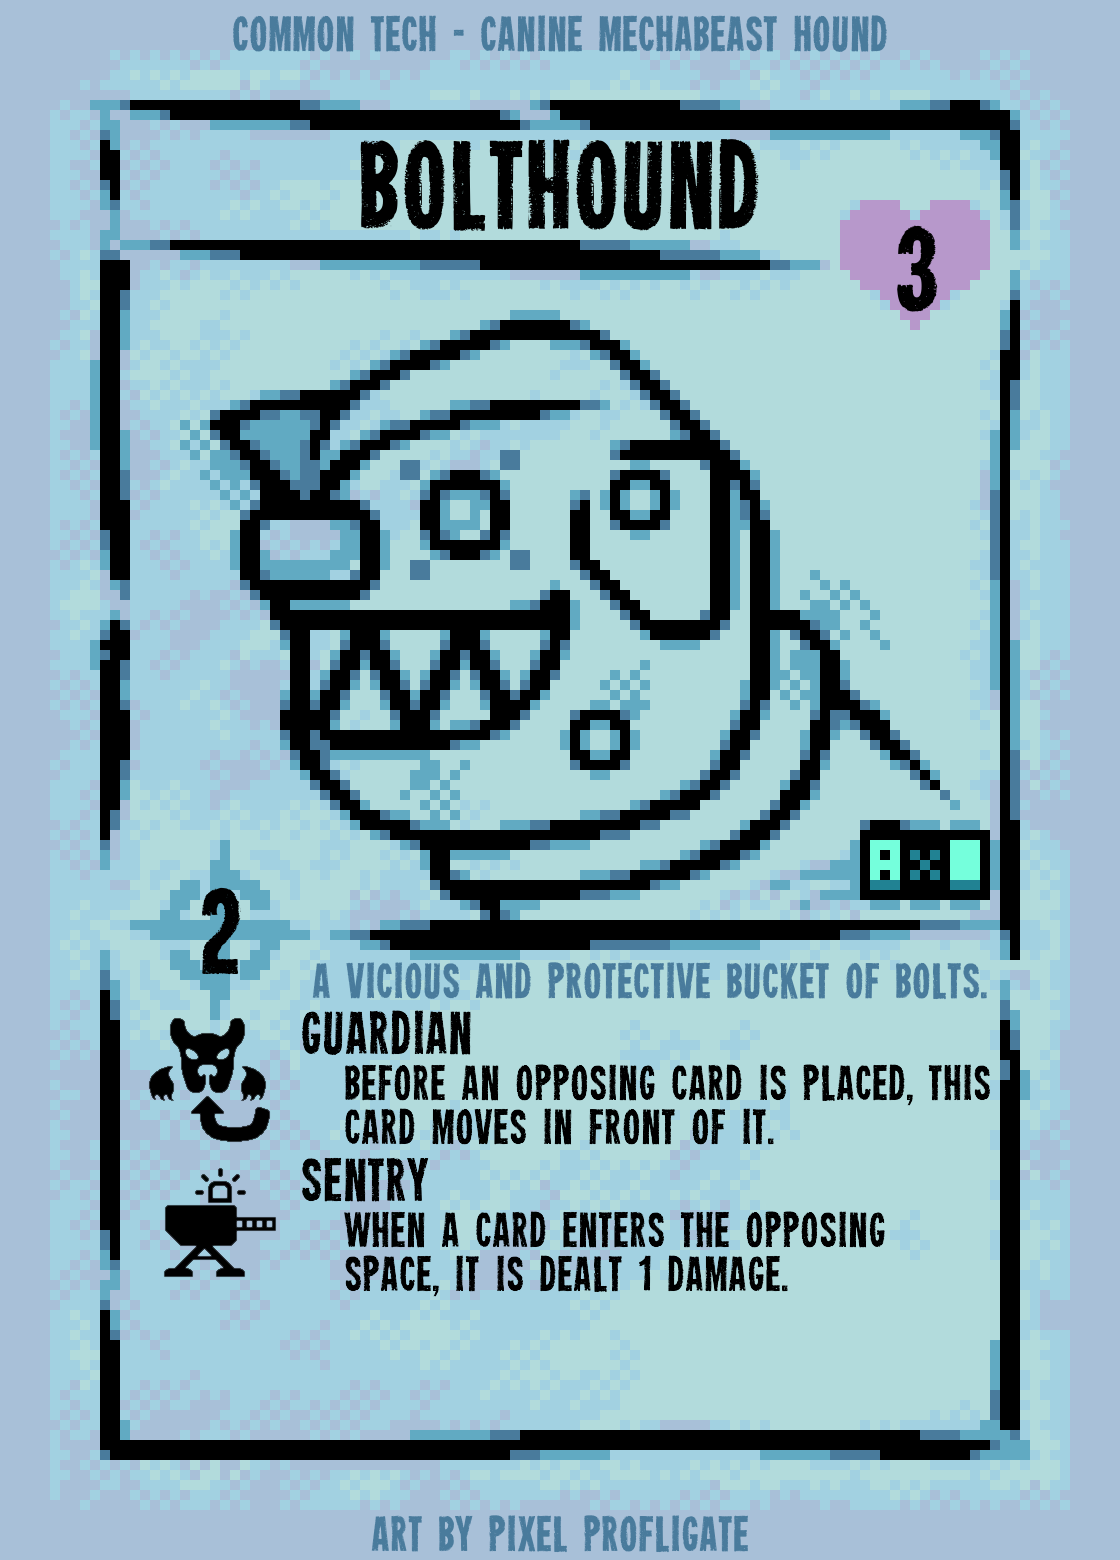 COMMON TECH - CANINE MECHABEAST HOUND
BOLTHOUND
3
A
2
A VICIOUS AND PROTECTIVE BUCKET OF BOLTS.
GUARDIAN
BEFORE AN OPPOSING CARD IS PLACED, THIS
CARD MOVES IN FRONT OF IT.
SENTRY
WHEN A CARD ENTERS THE OPPOSING
SPACE, IT IS DEALT 1 DAMAGE.
ART BY PIXEL PROFLIGATE